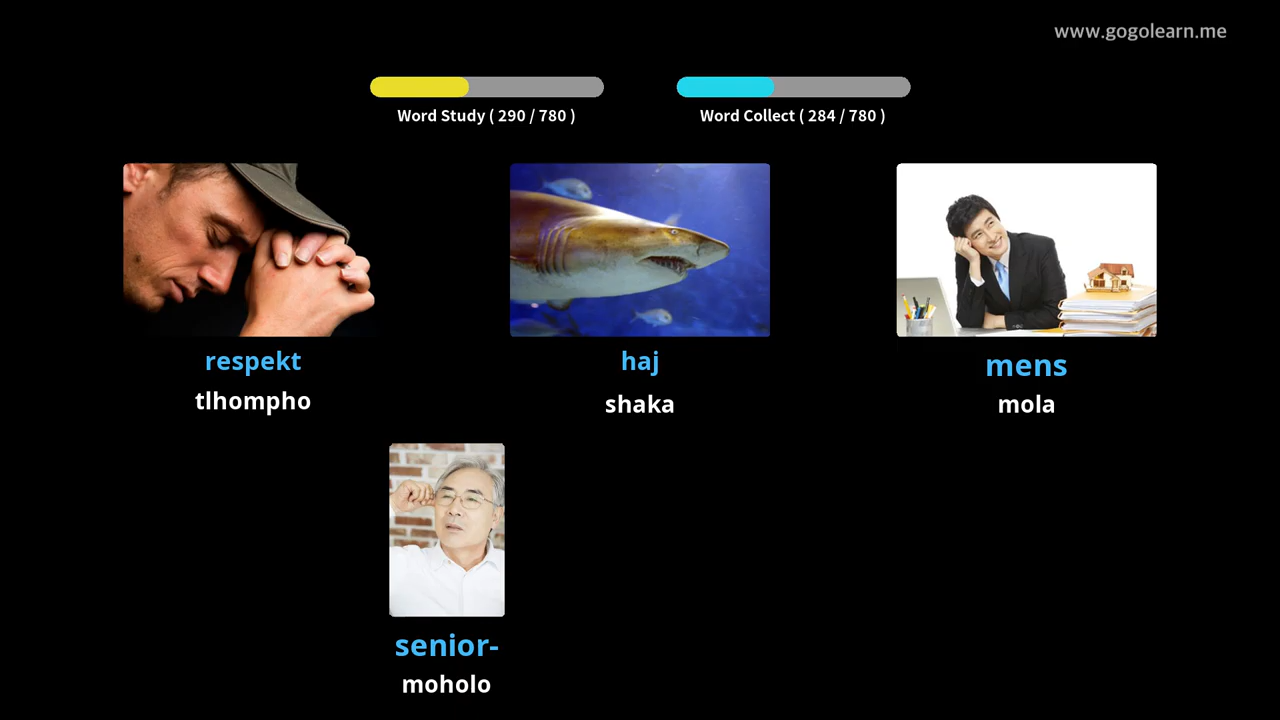 www.gogolearn.me
Word Study ( 290 / 780 )
Word Collect ( 284 / 780 )
respekt
tlhompho
haj
shaka
mens
mola
senior-
moholo